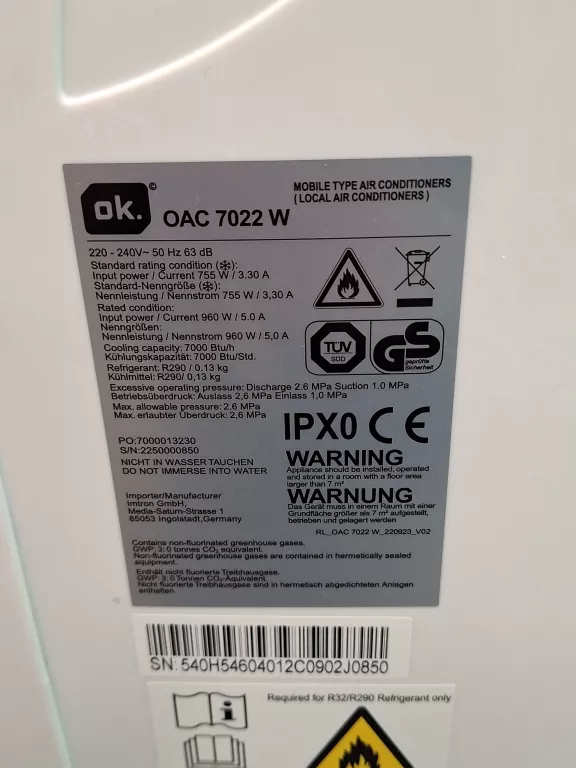 ok.©
OAC 7022 W
MOBILE TYPE AIR CONDITIONERS
( LOCAL AIR CONDITIONERS )
220 - 240V~ 50 Hz 63 dB
Standard rating condition (❄):
Input power / Current 755 W / 3,30 A
Standard-Nenngröße (❄):
Nennleistung / Nennstrom 755 W / 3,30 A
Rated condition:
Input power / Current 960 W / 5.0 A
Nenngrößen:
Nennleistung / Nennstrom 960 W / 5,0 A
Cooling capacity: 7000 Btu/h
Kühlungskapazität: 7000 Btu/Std.
Refrigerant: R290 / 0.13 kg
Kühlmittel: R290/ 0,13 kg
Excessive operating pressure: Discharge 2.6 MPa Suction 1.0 MPa
Betriebsüberdruck: Auslass 2,6 MPa Einlass 1,0 MPa
Max. allowable pressure: 2.6 MPa
Max. erlaubter Überdruck: 2,6 MPa
TÜV
SÜD
GS
geprüfte
Sicherheit
PO:7000013230
S/N:2250000850
NICHT IN WASSER TAUCHEN
DO NOT IMMERSE INTO WATER
Importer/Manufacturer
Imtron GmbH,
Media-Saturn-Strasse 1
85053 Ingolstadt,Germany
IPX0 CE
WARNING
Appliance should be installed, operated
and stored in a room with a floor area
larger than 7 m²
WARNUNG
Das Gerät muss in einem Raum mit einer
Grundfläche größer als 7 m² aufgestellt,
betrieben und gelagert werden
RL_OAC 7022 W_220923_V02
Contains non-fluorinated greenhouse gases.
GWP: 3; 0 tonnes CO₂ equivalent.
Non-fluorinated greenhouse gases are contained in hermetically sealed
equipment.
Enthält nicht fluorierte Treibhausgase.
GWP: 3; 0 Tonnen CO₂-Äquivalent.
Nicht fluorierte Treibhausgase sind in hermetisch abgedichteten Anlagen
enthalten.
SN: 540H54604012C0902J0850
Required for R32/R290 Refrigerant only